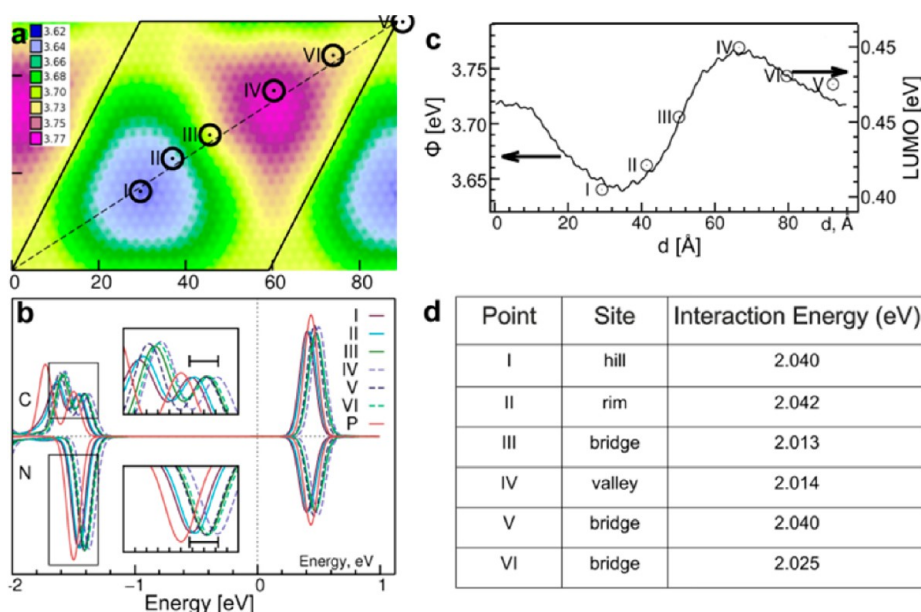 a
3.62
3.64
3.66
3.68
3.70
3.73
3.75
3.77
I
II
III
IV
VI
V
0 20 40 60 80
b
C
N
I
II
III
IV
V
VI
P
Energy, eV
-2 -1 0 1
Energy [eV]
c
Φ [eV]
3.75
3.70
3.65
I
II
III
IV
VI
V
0 20 40 60 80 d, Å
d [Å]
0.45
0.45
0.40
LUMO [eV]
d
Point Site Interaction Energy (eV)
I hill 2.040
II rim 2.042
III bridge 2.013
IV valley 2.014
V bridge 2.040
VI bridge 2.025